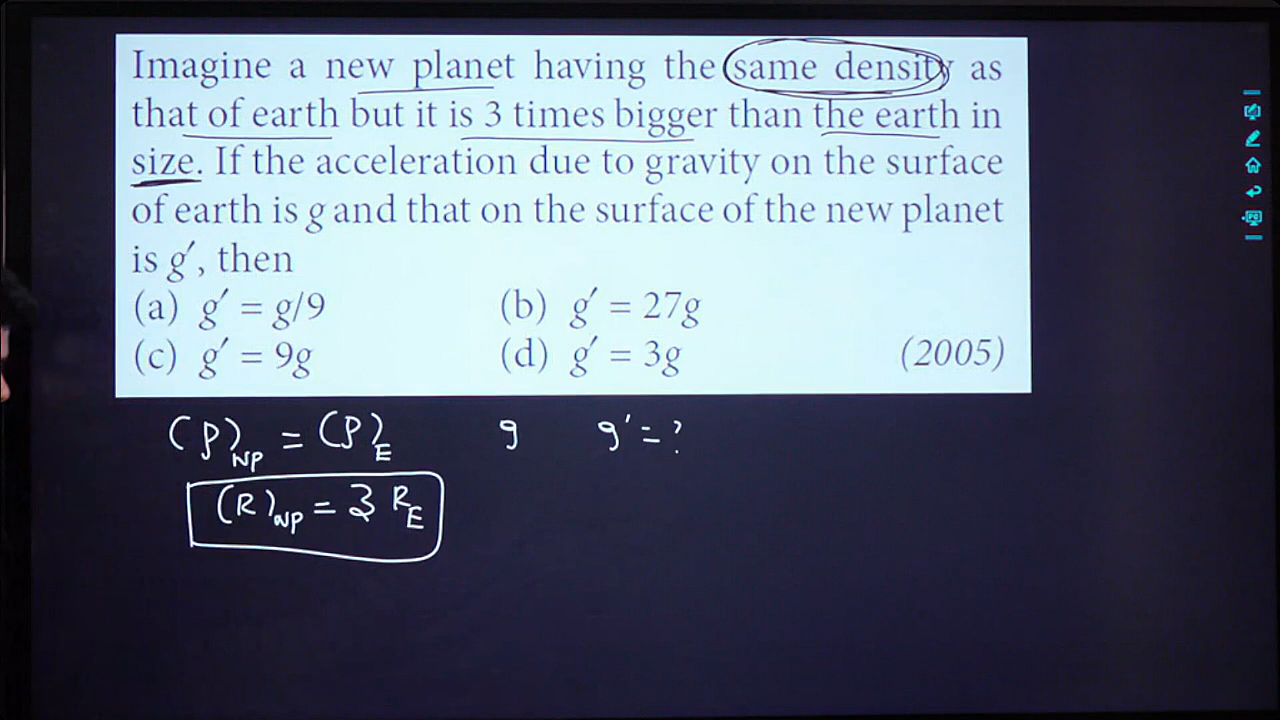 Imagine a new planet having the same density as
that of earth but it is 3 times bigger than the earth in
size. If the acceleration due to gravity on the surface
of earth is g and that on the surface of the new planet
is g′, then
(a) g′ = g/9 (b) g′ = 27g
(c) g′ = 9g (d) g′ = 3g (2005)
(ρ)NP = (ρ)E g g' = ?
(R)NP = 3 RE